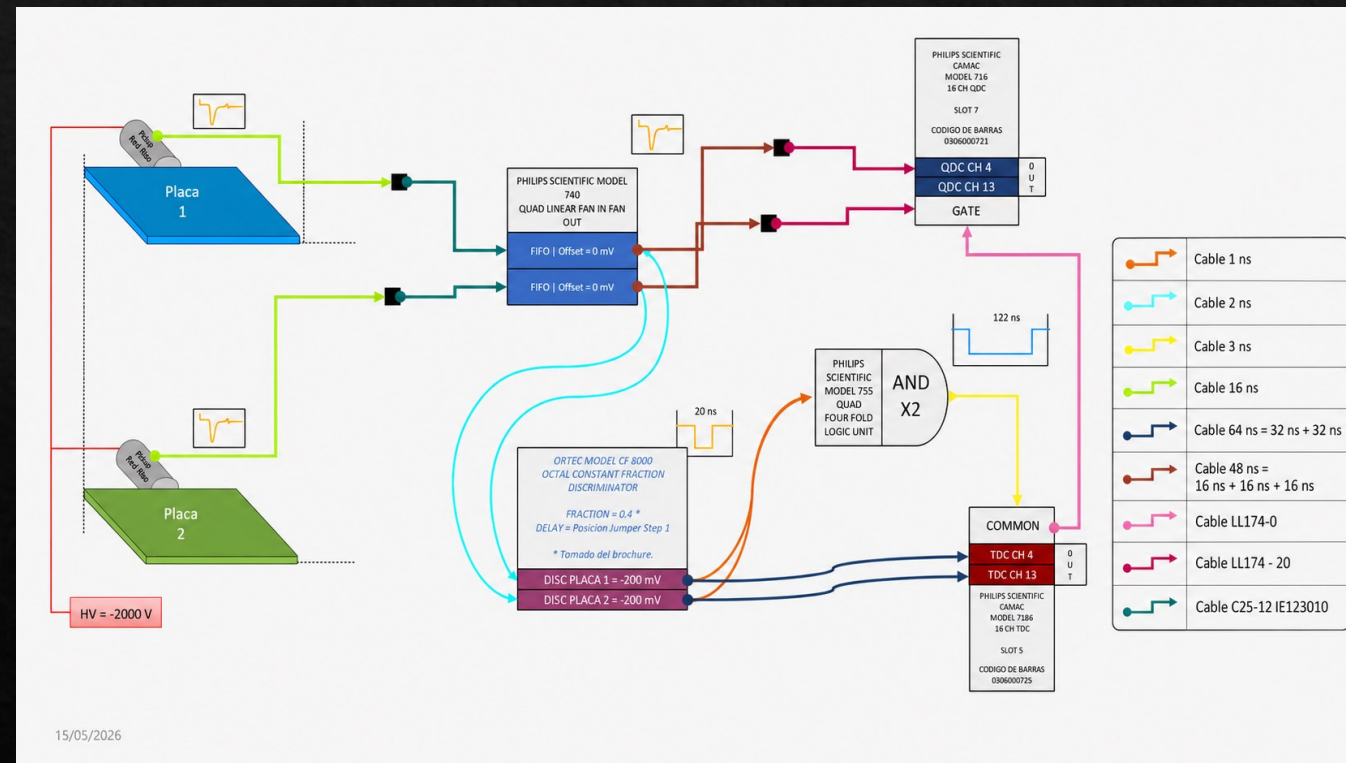 Pickup
Red Riso
Placa
1
Pickup
Red Riso
Placa
2
HV = -2000 V
PHILIPS SCIENTIFIC MODEL
740
QUAD LINEAR FAN IN FAN
OUT
FIFO | Offset = 0 mV
FIFO | Offset = 0 mV
20 ns
ORTEC MODEL CF 8000
OCTAL CONSTANT FRACTION
DISCRIMINATOR
FRACTION = 0.4 *
DELAY = Posicion Jumper Step 1
* Tomado del brochure.
DISC PLACA 1 = -200 mV
DISC PLACA 2 = -200 mV
PHILIPS
SCIENTIFIC
MODEL 755
QUAD
FOUR FOLD
LOGIC UNIT
AND
X2
122 ns
PHILIPS SCIENTIFIC
CAMAC
MODEL 716
16 CH QDC
SLOT 7
CODIGO DE BARRAS
0306000721
QDC CH 4
QDC CH 13
GATE
O
U
T
COMMON
TDC CH 4
TDC CH 13
O
U
T
PHILIPS SCIENTIFIC
CAMAC
MODEL 7186
16 CH TDC
SLOT 5
CODIGO DE BARRAS
0306000725
Cable 1 ns
Cable 2 ns
Cable 3 ns
Cable 16 ns
Cable 64 ns = 32 ns + 32 ns
Cable 48 ns =
16 ns + 16 ns + 16 ns
Cable LL174-0
Cable LL174 - 20
Cable C25-12 IE123010
15/05/2026